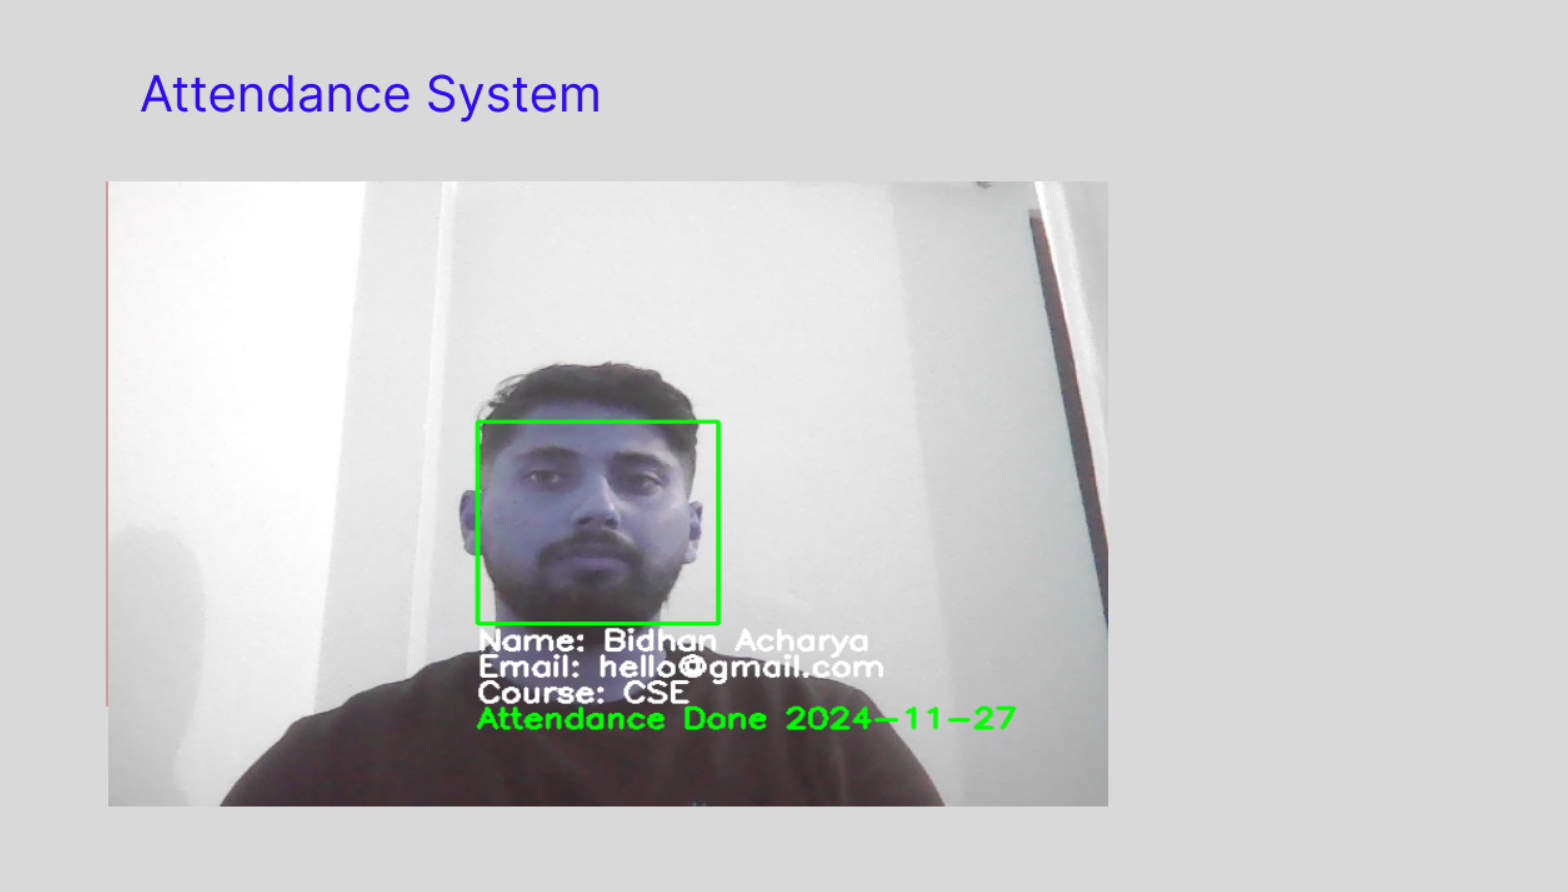 Attendance System
Name: Bidhan Acharya
Email: hello@gmail.com
Course: CSE
Attendance Done 2024-11-27